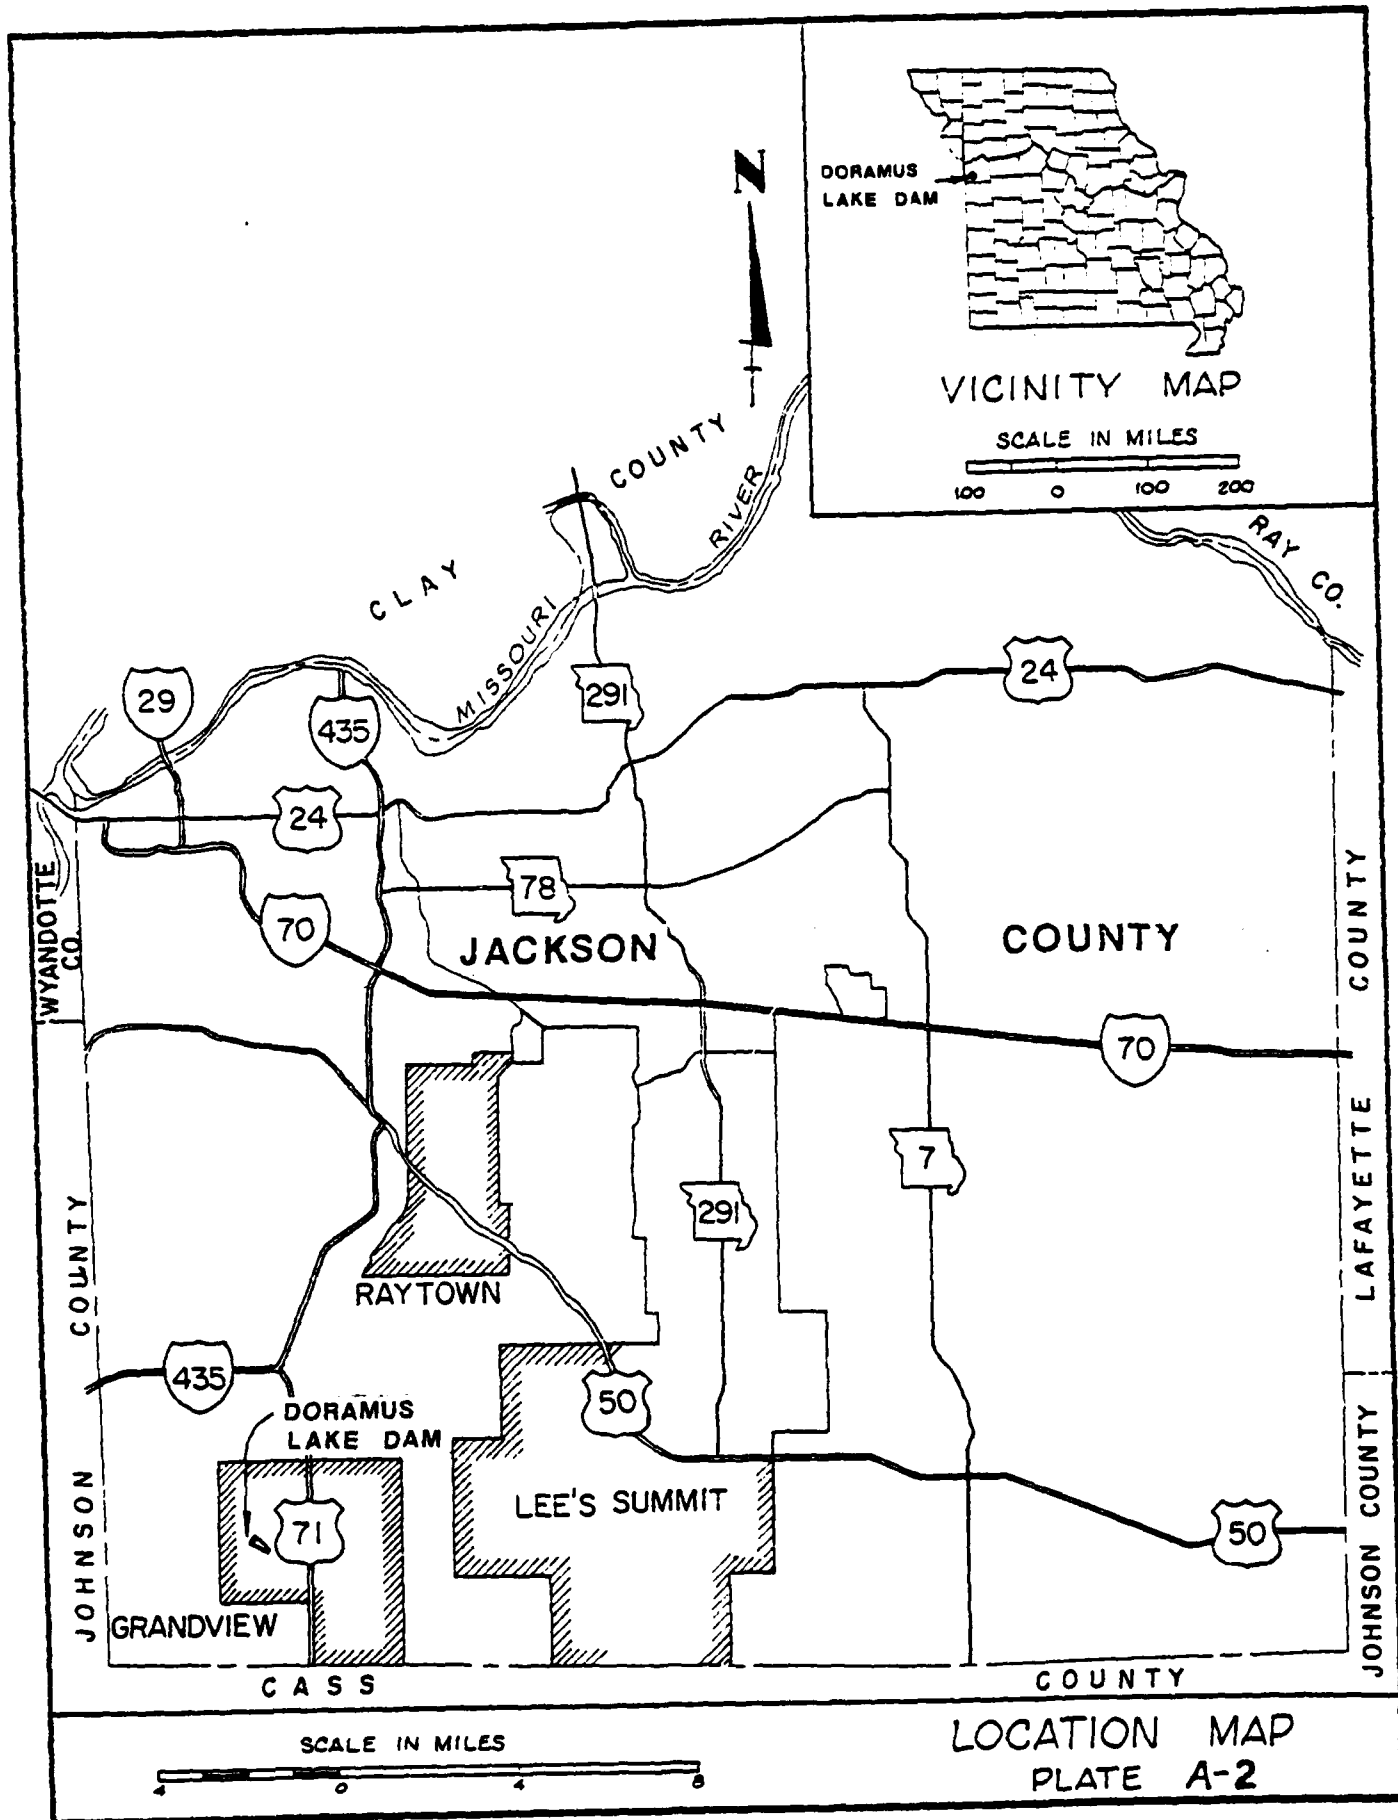 N
DORAMUS
LAKE DAM
VICINITY MAP
SCALE IN MILES
100 0 100 200
CLAY COUNTY
MISSOURI RIVER
RAY CO.
29
435
291
24
24
78
70
WYANDOTTE
CO.
JACKSON COUNTY
70
7
291
RAYTOWN
LAFAYETTE COUNTY
JOHNSON COUNTY
435
50
DORAMUS
LAKE DAM
LEE'S SUMMIT
71
50
GRANDVIEW
JOHNSON COUNTY
CASS COUNTY
SCALE IN MILES
4 0 4 8
LOCATION MAP
PLATE A-2